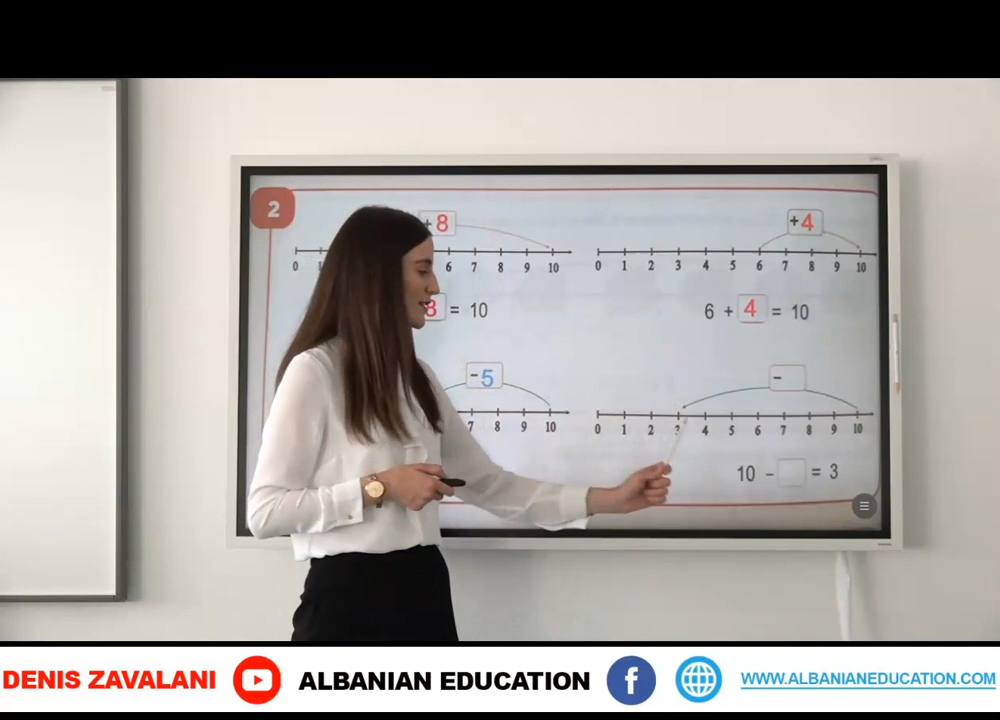 2
+ 8
+4
0 1 6 7 8 9 10
0 1 2 3 4 5 6 7 8 9 10
8 = 10
6 + 4 = 10
-5
-
7 8 9 10
0 1 2 3 4 5 6 7 8 9 10
10 - = 3
DENIS ZAVALANI ALBANIAN EDUCATION f WWW.ALBANIANEDUCATION.COM